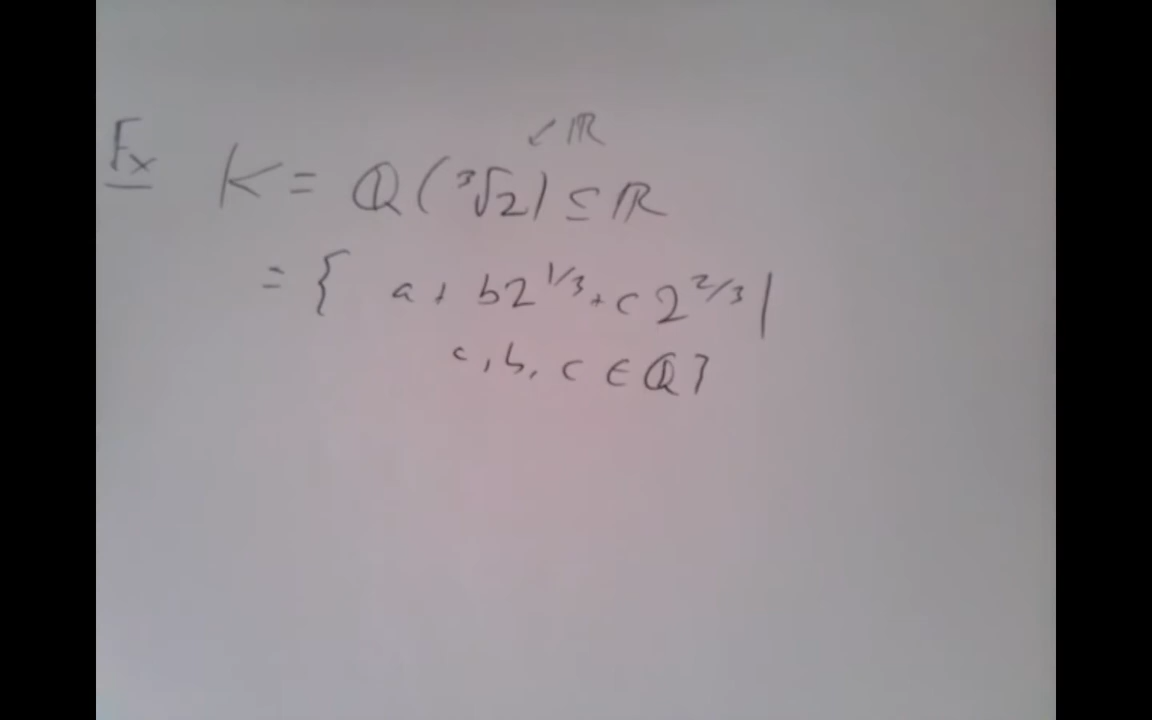 ↙ ℝ
Ex K = ℚ(∛2) ⊆ ℝ
= { a + b2^{1/3} + c2^{2/3} |
a, b, c ∈ ℚ }